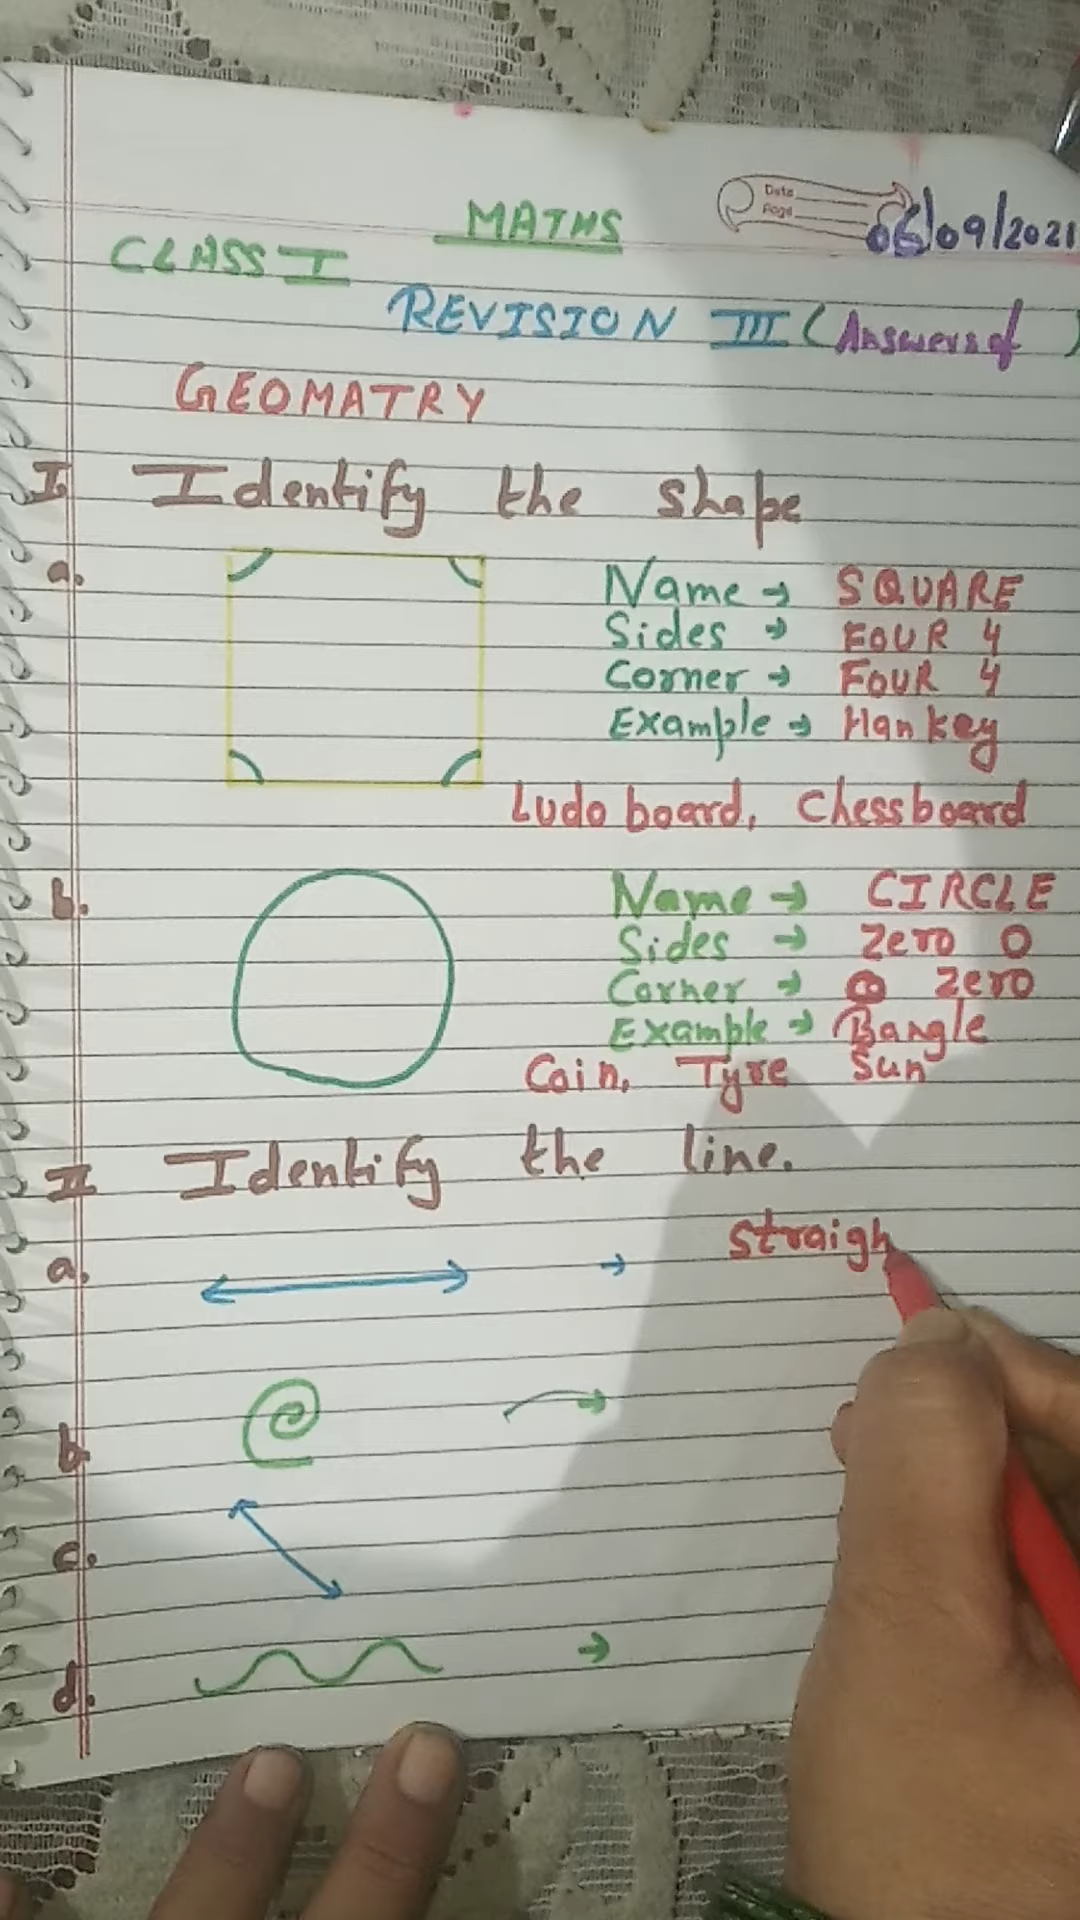 MATHS
Date
Page
06/09/2021
CLASS I
REVISION III (Answers of )
GEOMATRY
I Identify the shape
a.
Name → SQUARE
Sides → FOUR 4
Corner → FOUR 4
Example → Hankey
Ludo board, Chessboard
b.
Name → CIRCLE
Sides → Zero 0
Corner → Zero
Example → Bangle
Coin, Tyre Sun
II Identify the line.
a. → straigh
b. →
c.
d. →